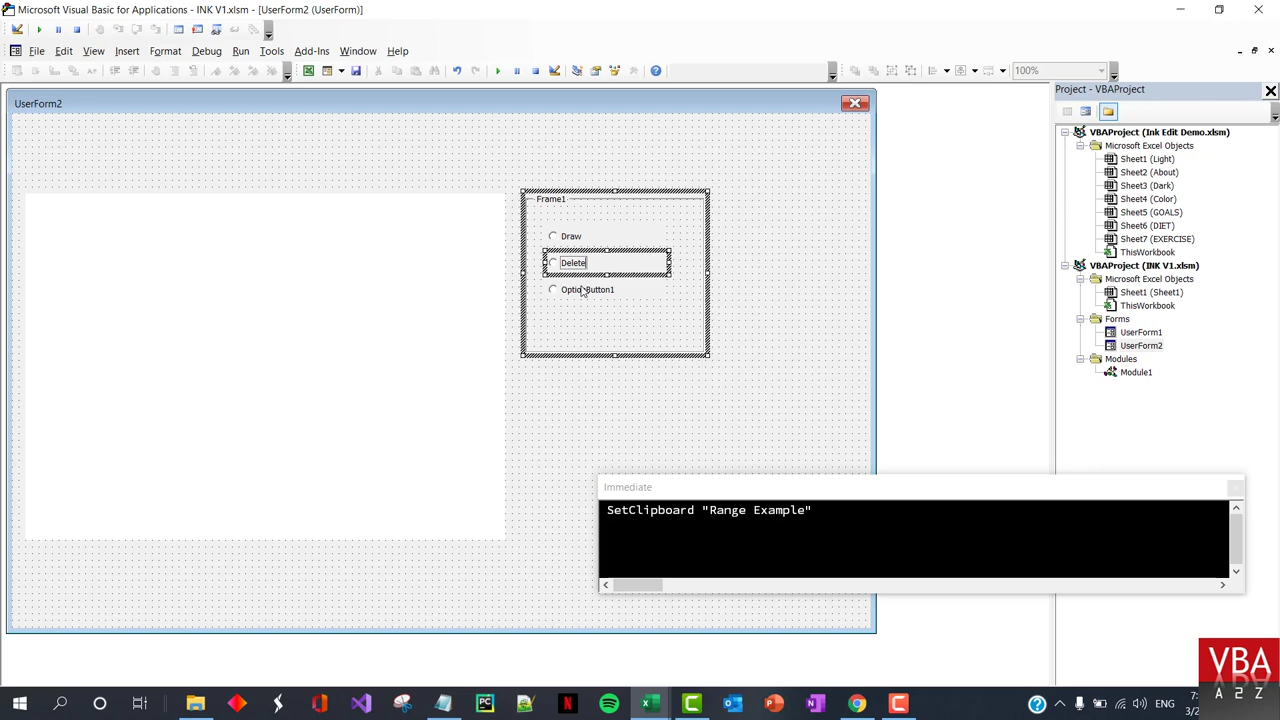 Microsoft Visual Basic for Applications - INK V1.xlsm - [UserForm2 (UserForm)]
File Edit View Insert Format Debug Run Tools Add-Ins Window Help
100%
Project - VBAProject
UserForm2
VBAProject (Ink Edit Demo.xlsm)
Microsoft Excel Objects
Sheet1 (Light)
Sheet2 (About)
Sheet3 (Dark)
Sheet4 (Color)
Sheet5 (GOALS)
Sheet6 (DIET)
Sheet7 (EXERCISE)
ThisWorkbook
VBAProject (INK V1.xlsm)
Microsoft Excel Objects
Sheet1 (Sheet1)
ThisWorkbook
Forms
UserForm1
UserForm2
Modules
Module1
Frame1
Draw
Delete
OptionButton1
Immediate
SetClipboard "Range Example"
VBA
A 2 Z
ENG
7:
3/2